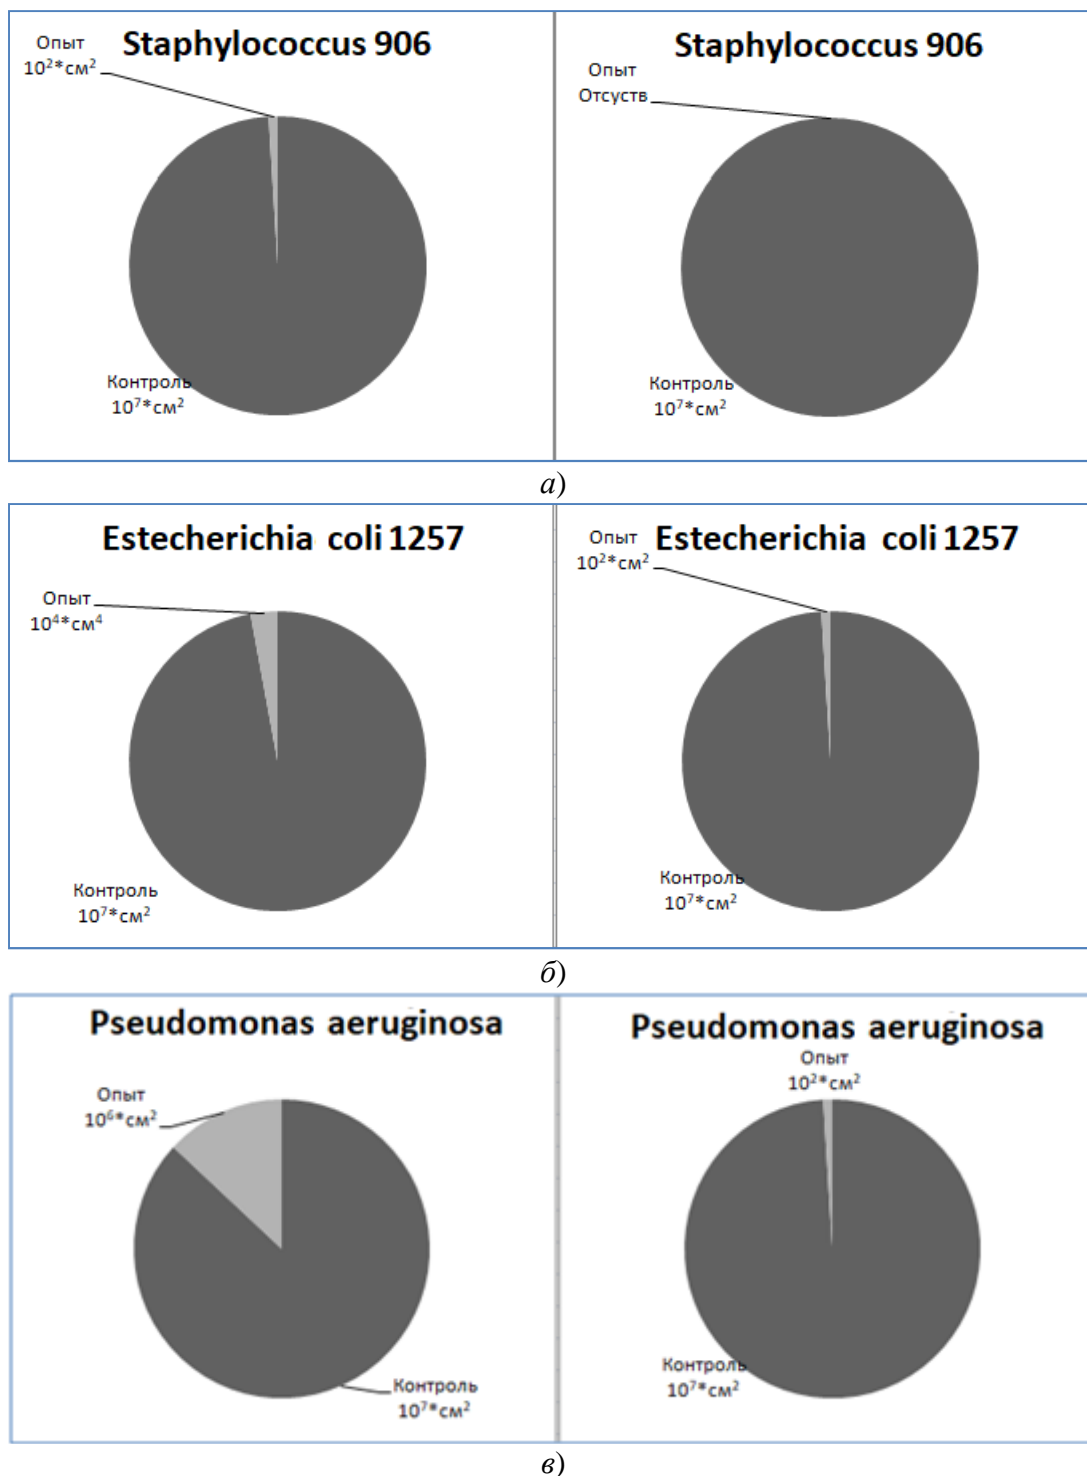 Staphylococcus 906
Опыт
10²*см²
Контроль
10⁷*см²
Staphylococcus 906
Опыт
Отсуств
Контроль
10⁷*см²
а)
Estecherichia coli 1257
Опыт
10⁴*см⁴
Контроль
10⁷*см²
Estecherichia coli 1257
Опыт
10²*см²
Контроль
10⁷*см²
б)
Pseudomonas aeruginosa
Опыт
10⁶*см²
Контроль
10⁷*см²
Pseudomonas aeruginosa
Опыт
10²*см²
Контроль
10⁷*см²
в)